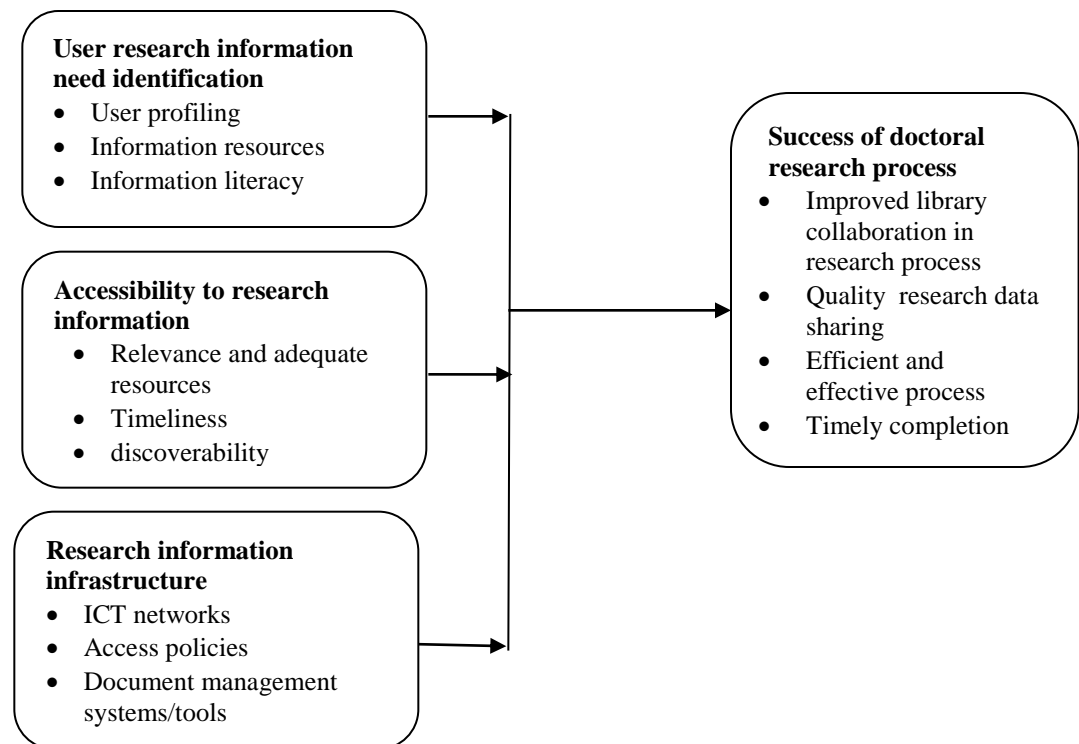 User research information
need identification
• User profiling
• Information resources
• Information literacy
Accessibility to research
information
• Relevance and adequate
resources
• Timeliness
• discoverability
Research information
infrastructure
• ICT networks
• Access policies
• Document management
systems/tools
Success of doctoral
research process
• Improved library
collaboration in
research process
• Quality research data
sharing
• Efficient and
effective process
• Timely completion